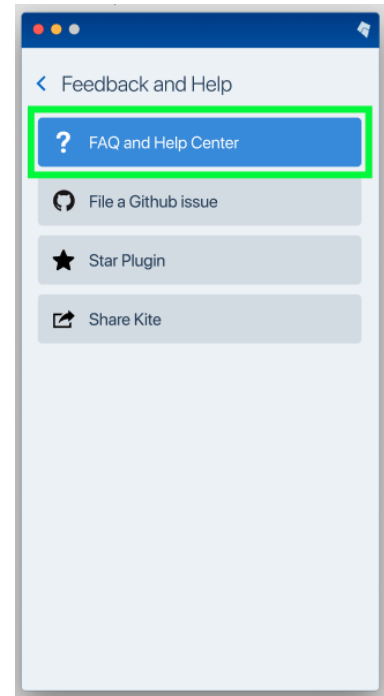 Feedback and Help
FAQ and Help Center
File a Github issue
Star Plugin
Share Kite